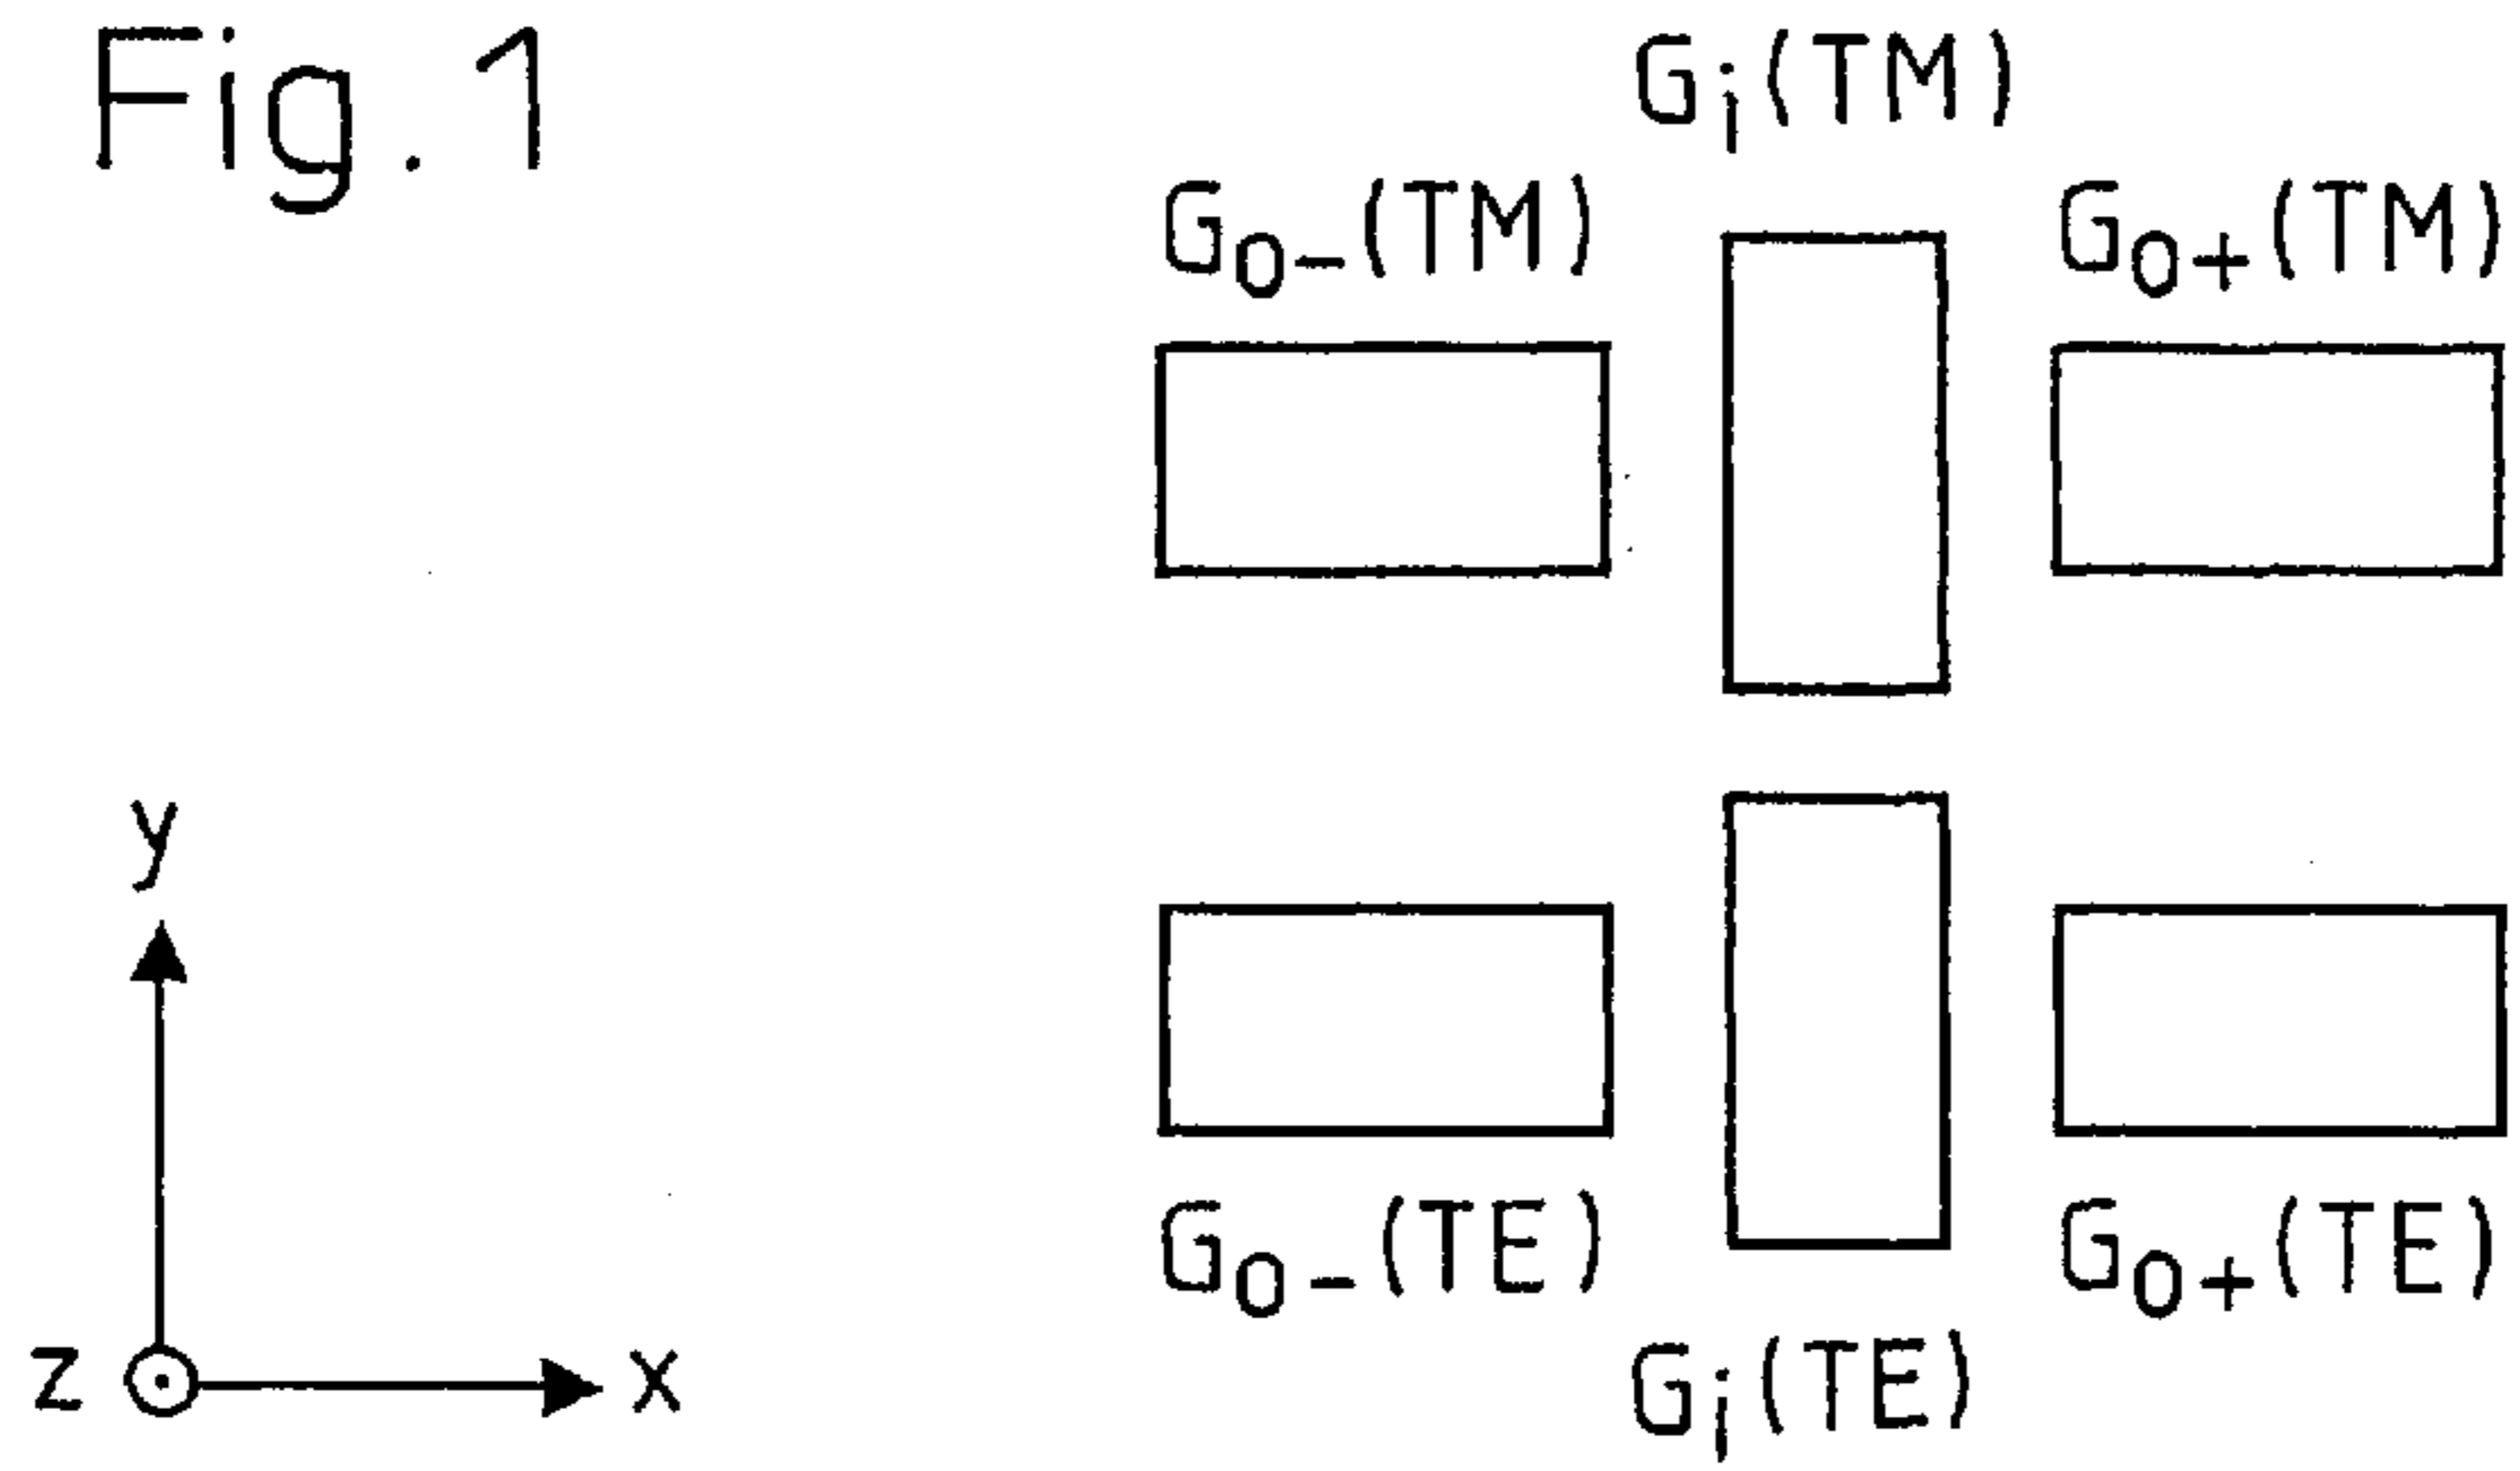 Fig.1
Gi(TM)
Go-(TM)
Go+(TM)
y
Go-(TE)
Go+(TE)
Gi(TE)
z
x